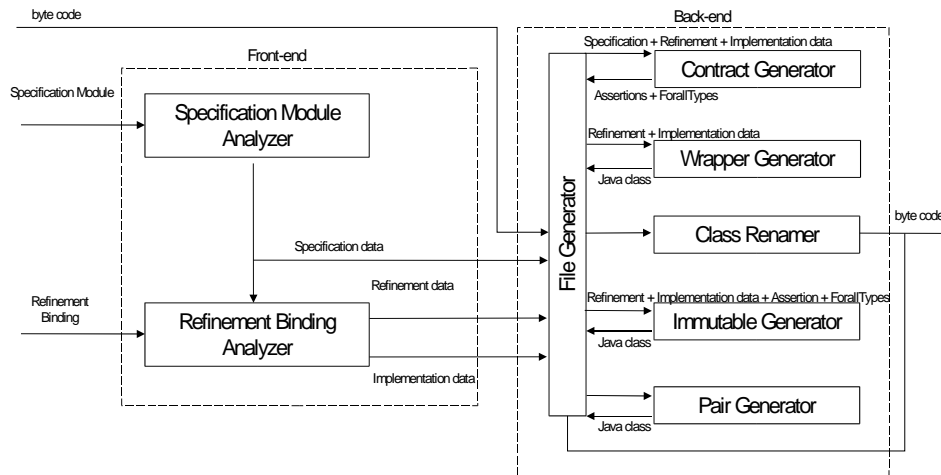 byte code
Back-end
Front-end
Specification + Refinement + Implementation data
Contract Generator
Assertions + ForallTypes
Specification Module
Specification Module
Analyzer
Refinement + Implementation data
Wrapper Generator
Java class
File Generator
byte code
Class Renamer
Specification data
Refinement data
Refinement
Binding
Refinement Binding
Analyzer
Refinement + Implementation data + Assertion + ForallTypes
Immutable Generator
Java class
Implementation data
Pair Generator
Java class